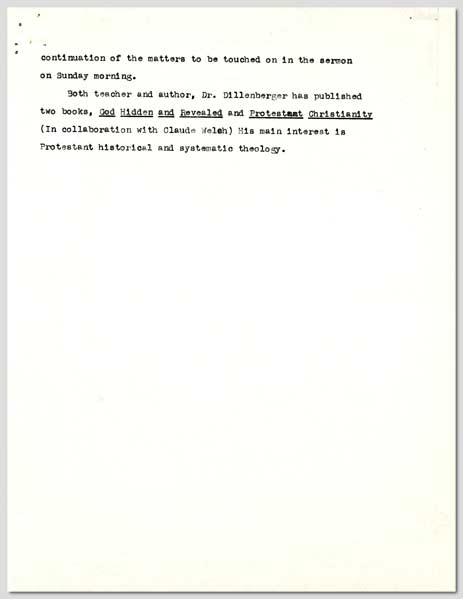 continuation of the matters to be touched on in the sermon
on Sunday morning.
Both teacher and author, Dr. Dillenberger has published
two books, God Hidden and Revealed and Protestant Christianity
(In collaboration with Claude Welch) His main interest is
Protestant historical and systematic theology.